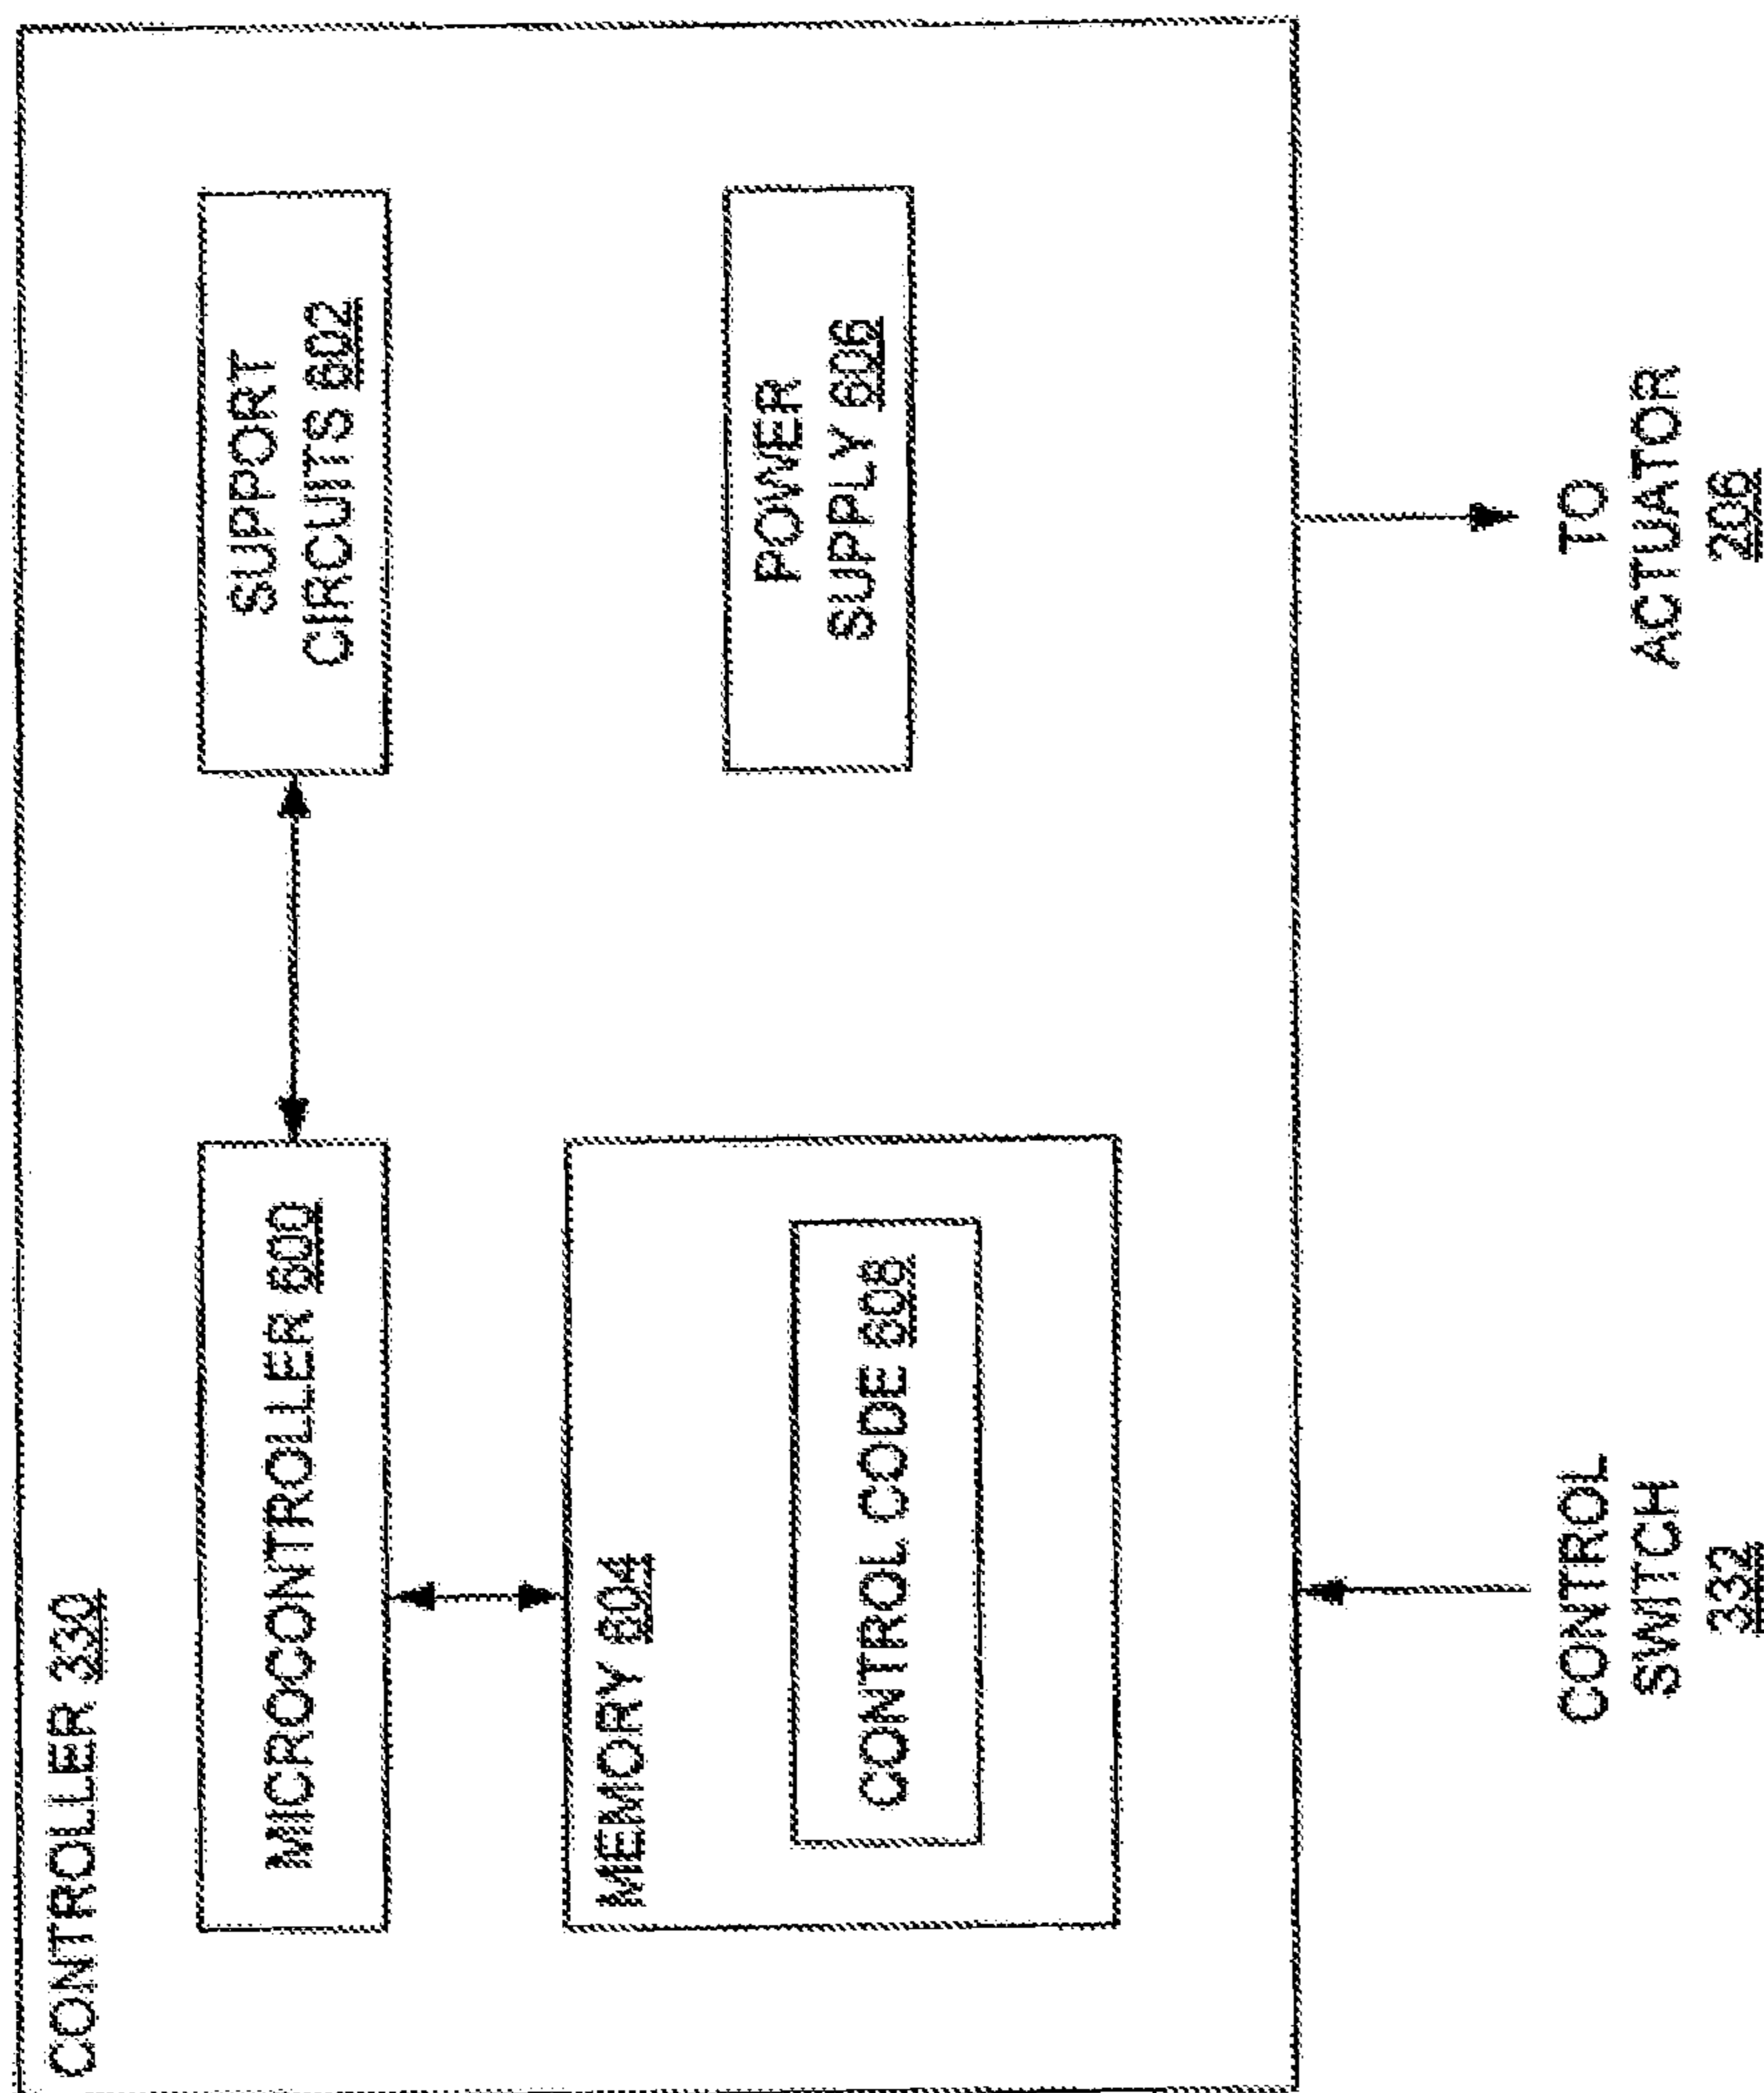 CONTROLLER 330
MICROCONTROLLER 600
SUPPORT
CIRCUITS 602
MEMORY 604
CONTROL CODE 608
POWER
SUPPLY 606
CONTROL
SWITCH
332
TO
ACTUATOR
206